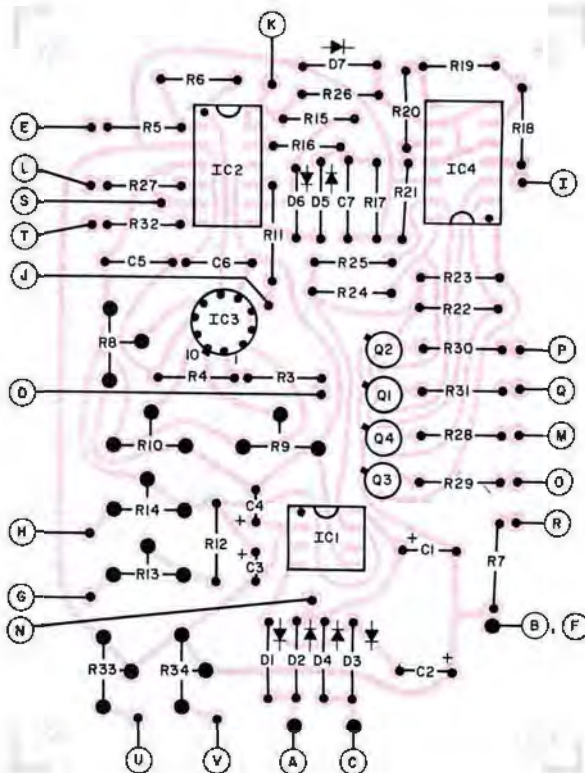 K
D7
R6
R19
R26
R20
R15
R18
E
R5
R16
IC2
IC4
L
R27
I
S
D6
D5
C7
R17
R21
T
R32
R11
C5
C6
R25
R23
J
R24
R22
IC3
R8
Q2
R30
P
10
1
R4
R3
D
Q1
R31
Q
R10
R9
Q4
R28
M
Q3
R29
O
R14
C4
+
R
H
R12
IC1
+
C1
R7
+
C3
R13
G
N
B, F
D1
D2
D4
D3
R33
R34
C2
+
U
V
A
C